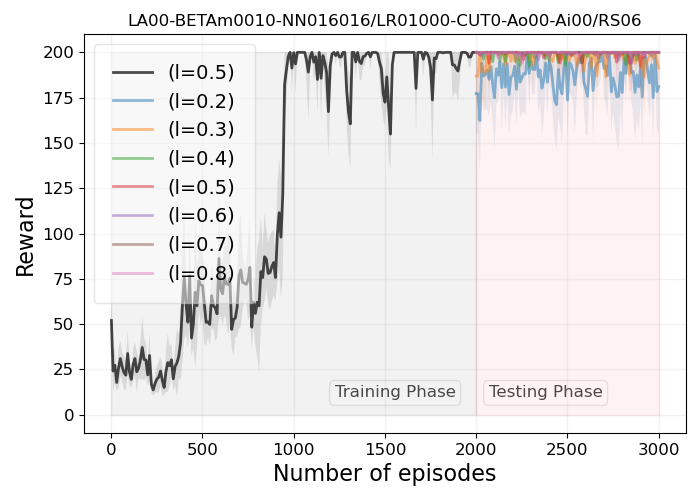 LA00-BETAm0010-NN016016/LR01000-CUT0-Ao00-Ai00/RS06
200
175
150
125
100
75
50
25
0
Reward
(l=0.5)
(l=0.2)
(l=0.3)
(l=0.4)
(l=0.5)
(l=0.6)
(l=0.7)
(l=0.8)
Training Phase
Testing Phase
0 500 1000 1500 2000 2500 3000
Number of episodes